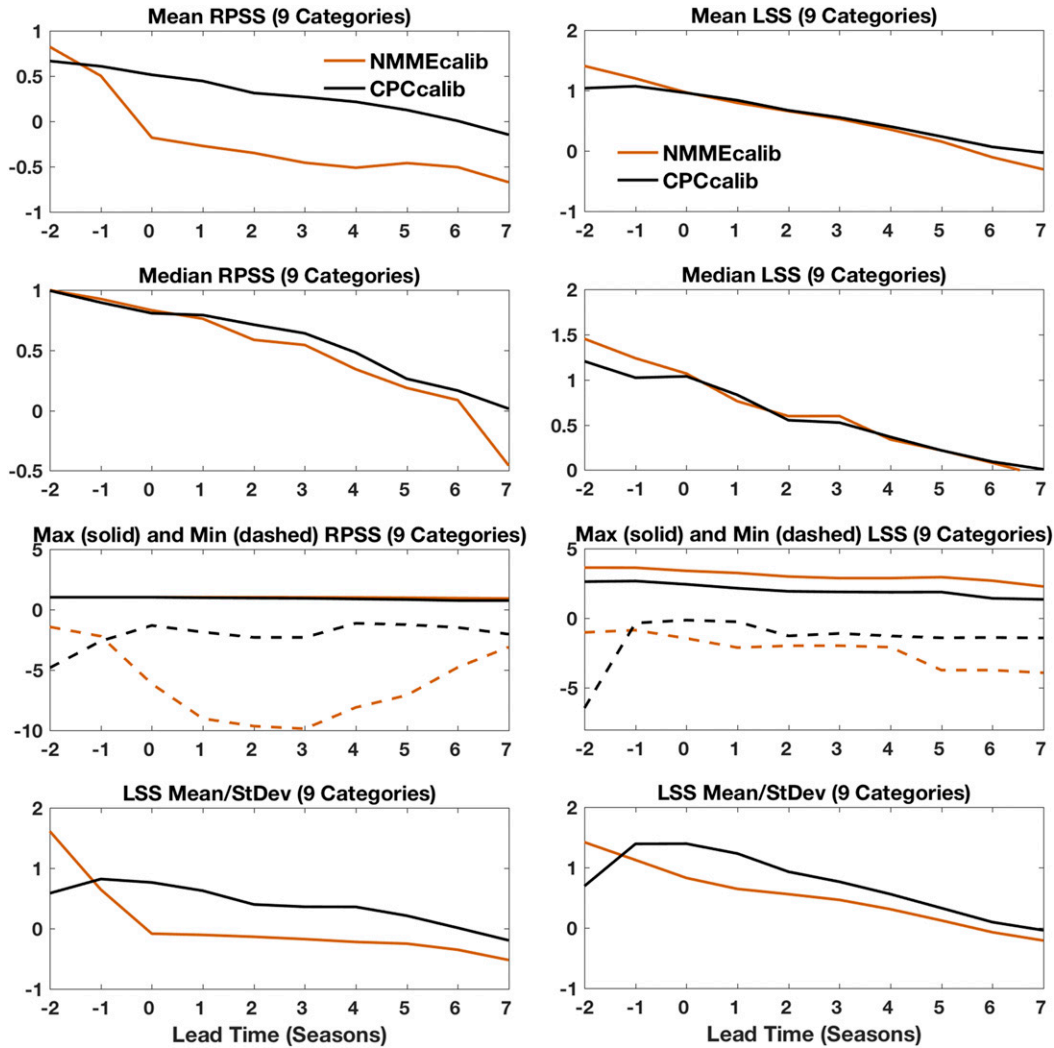 Mean RPSS (9 Categories)
1
0.5
0
-0.5
-1
NMMEcalib
CPCcalib
-2 -1 0 1 2 3 4 5 6 7
Mean LSS (9 Categories)
2
1
0
-1
NMMEcalib
CPCcalib
-2 -1 0 1 2 3 4 5 6 7
Median RPSS (9 Categories)
1
0.5
0
-0.5
-2 -1 0 1 2 3 4 5 6 7
Median LSS (9 Categories)
2
1.5
1
0.5
0
-2 -1 0 1 2 3 4 5 6 7
Max (solid) and Min (dashed) RPSS (9 Categories)
5
0
-5
-10
-2 -1 0 1 2 3 4 5 6 7
Max (solid) and Min (dashed) LSS (9 Categories)
5
0
-5
-2 -1 0 1 2 3 4 5 6 7
LSS Mean/StDev (9 Categories)
2
1
0
-1
-2 -1 0 1 2 3 4 5 6 7
Lead Time (Seasons)
LSS Mean/StDev (9 Categories)
2
1
0
-1
-2 -1 0 1 2 3 4 5 6 7
Lead Time (Seasons)